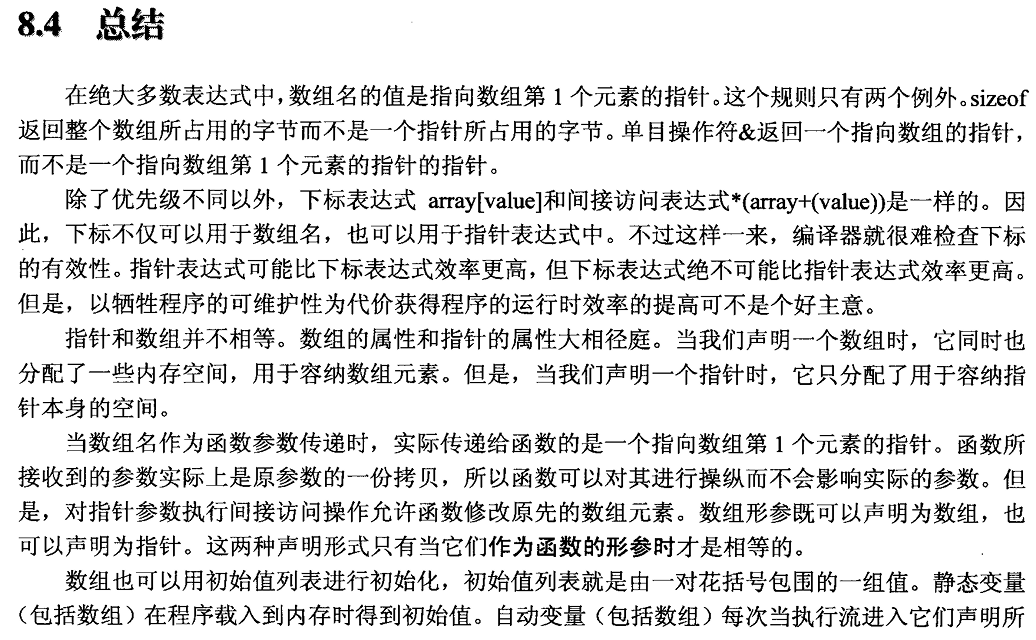 8.4 总结
在绝大多数表达式中，数组名的值是指向数组第 1 个元素的指针。这个规则只有两个例外。sizeof
返回整个数组所占用的字节而不是一个指针所占用的字节。单目操作符&返回一个指向数组的指针，
而不是一个指向数组第 1 个元素的指针的指针。
除了优先级不同以外，下标表达式 array[value]和间接访问表达式*(array+(value))是一样的。因
此，下标不仅可以用于数组名，也可以用于指针表达式中。不过这样一来，编译器就很难检查下标
的有效性。指针表达式可能比下标表达式效率更高，但下标表达式绝不可能比指针表达式效率更高。
但是，以牺牲程序的可维护性为代价获得程序的运行时效率的提高可不是个好主意。
指针和数组并不相等。数组的属性和指针的属性大相径庭。当我们声明一个数组时，它同时也
分配了一些内存空间，用于容纳数组元素。但是，当我们声明一个指针时，它只分配了用于容纳指
针本身的空间。
当数组名作为函数参数传递时，实际传递给函数的是一个指向数组第 1 个元素的指针。函数所
接收到的参数实际上是原参数的一份拷贝，所以函数可以对其进行操纵而不会影响实际的参数。但
是，对指针参数执行间接访问操作允许函数修改原先的数组元素。数组形参既可以声明为数组，也
可以声明为指针。这两种声明形式只有当它们作为函数的形参时才是相等的。
数组也可以用初始值列表进行初始化，初始值列表就是由一对花括号包围的一组值。静态变量
（包括数组）在程序载入到内存时得到初始值。自动变量（包括数组）每次当执行流进入它们声明所